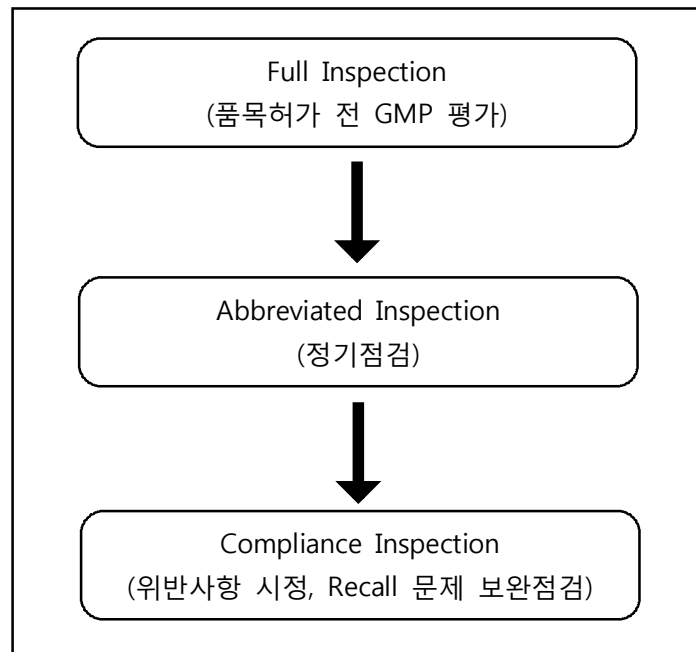 Full Inspection
(품목허가 전 GMP 평가)
Abbreviated Inspection
(정기점검)
Compliance Inspection
(위반사항 시정, Recall 문제 보완점검)